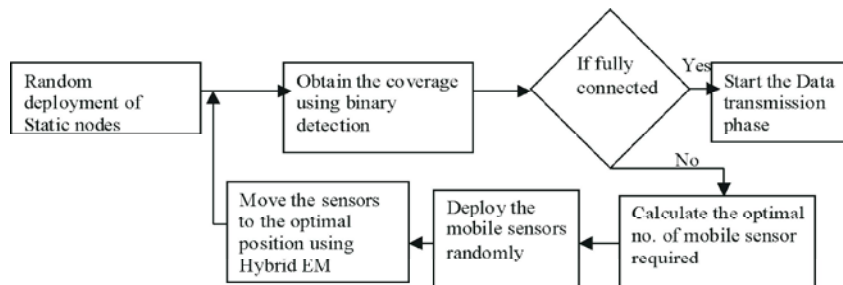 Random
deployment of
Static nodes
Obtain the coverage
using binary
detection
If fully
connected
Yes
Start the Data
transmission
phase
No
Move the sensors
to the optimal
position using
Hybrid EM
Deploy the
mobile sensors
randomly
Calculate the optimal
no. of mobile sensor
required